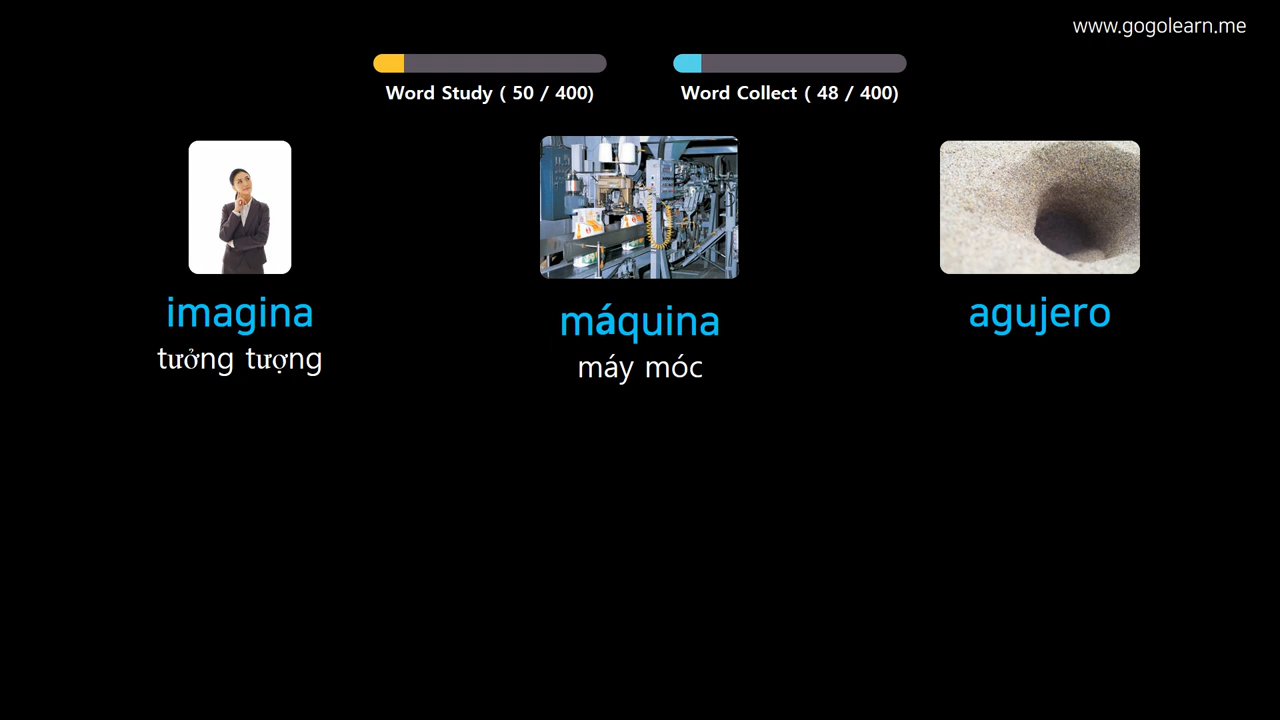 www.gogolearn.me
Word Study ( 50 / 400)
Word Collect ( 48 / 400)
imagina
máquina
agujero
tưởng tượng
máy móc